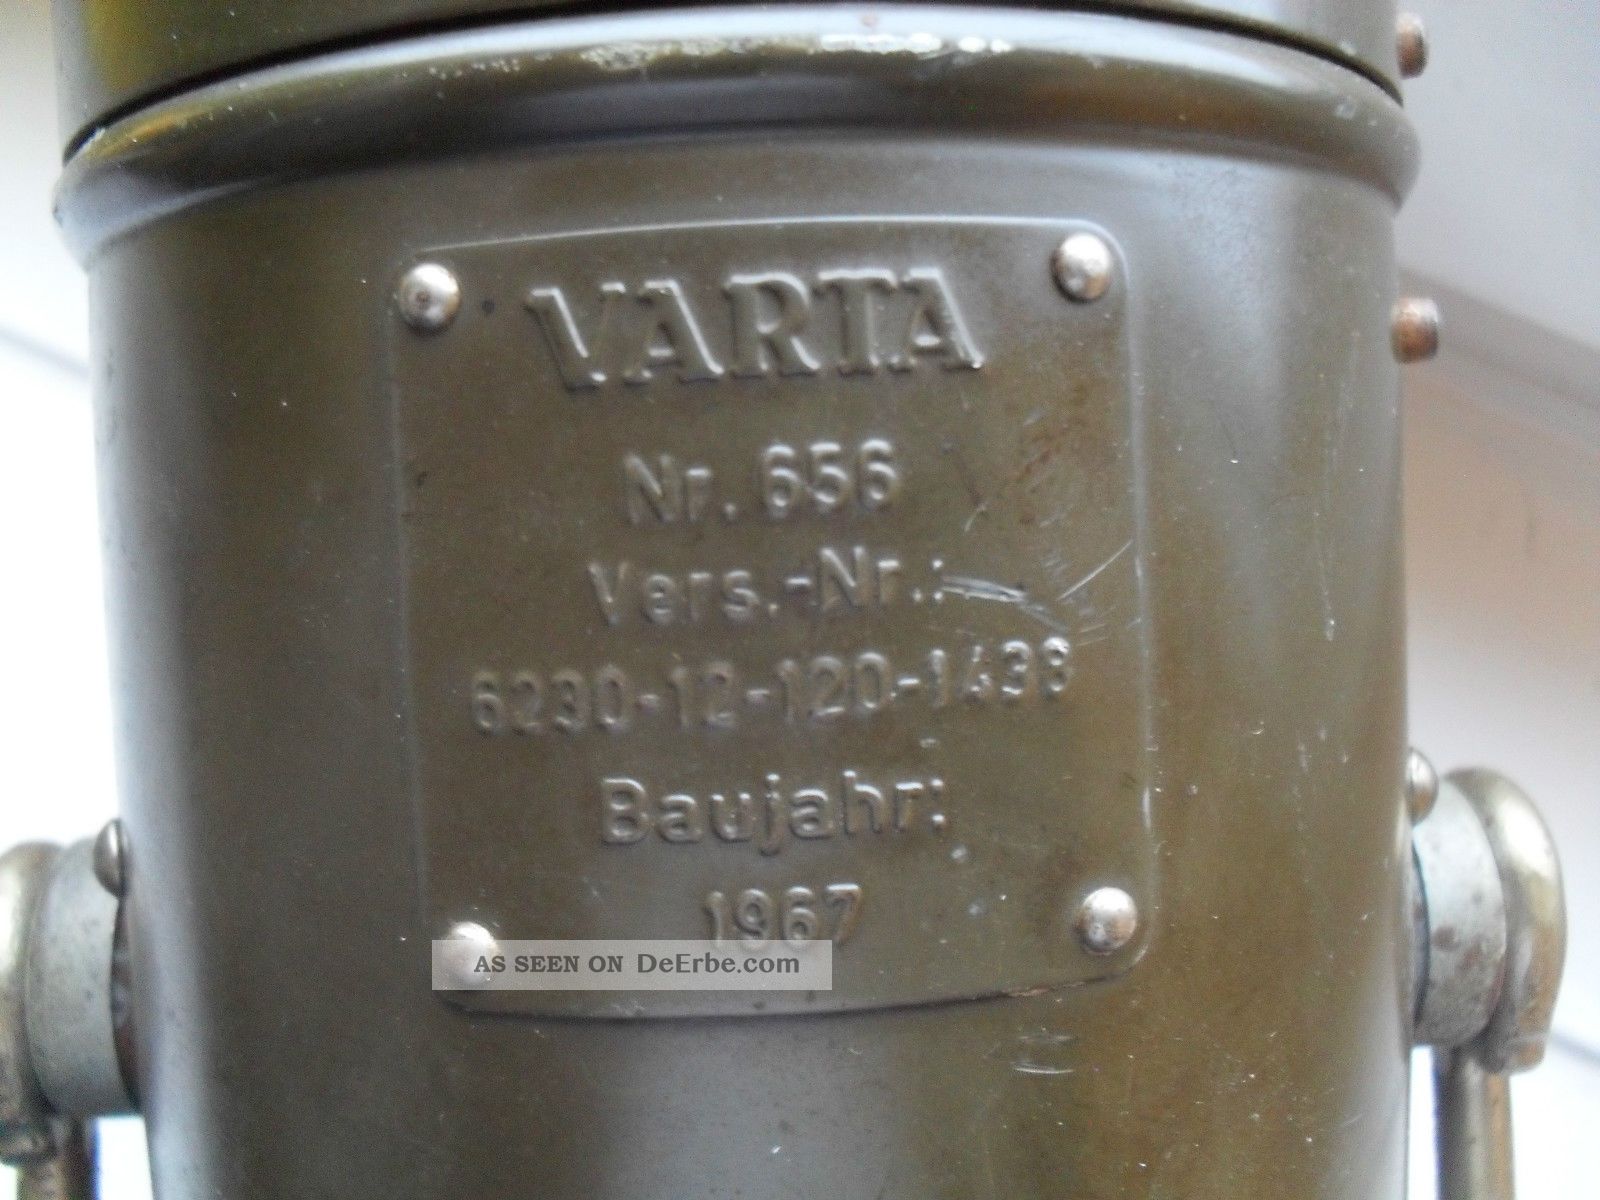 VARTA
Nr. 656
Vers.-Nr.:
6230-12-120-1438
Baujahr:
1967
AS SEEN ON DeErbe.com